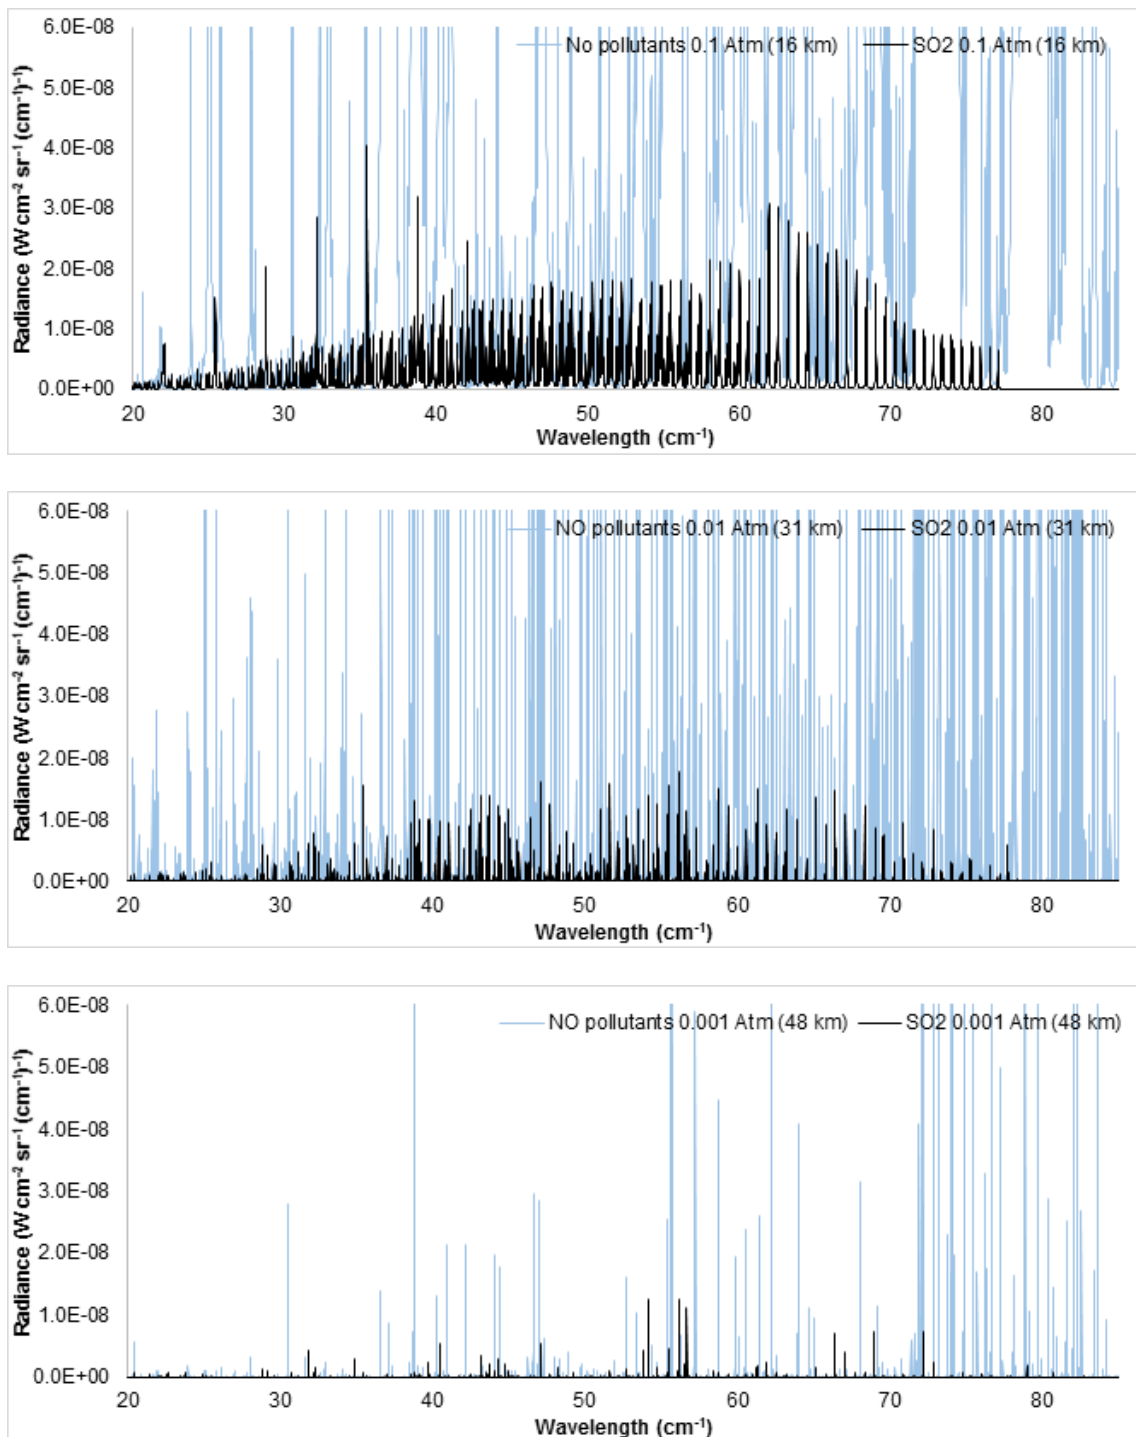 6.0E-08
No pollutants 0.1 Atm (16 km) SO2 0.1 Atm (16 km)
5.0E-08
4.0E-08
3.0E-08
2.0E-08
1.0E-08
0.0E+00
Radiance (W cm⁻² sr⁻¹ (cm⁻¹)⁻¹)
20 30 40 50 60 70 80
Wavelength (cm⁻¹)
6.0E-08
NO pollutants 0.01 Atm (31 km) SO2 0.01 Atm (31 km)
5.0E-08
4.0E-08
3.0E-08
2.0E-08
1.0E-08
0.0E+00
Radiance (W cm⁻² sr⁻¹ (cm⁻¹)⁻¹)
20 30 40 50 60 70 80
Wavelength (cm⁻¹)
6.0E-08
NO pollutants 0.001 Atm (48 km) SO2 0.001 Atm (48 km)
5.0E-08
4.0E-08
3.0E-08
2.0E-08
1.0E-08
0.0E+00
Radiance (W cm⁻² sr⁻¹ (cm⁻¹)⁻¹)
20 30 40 50 60 70 80
Wavelength (cm⁻¹)